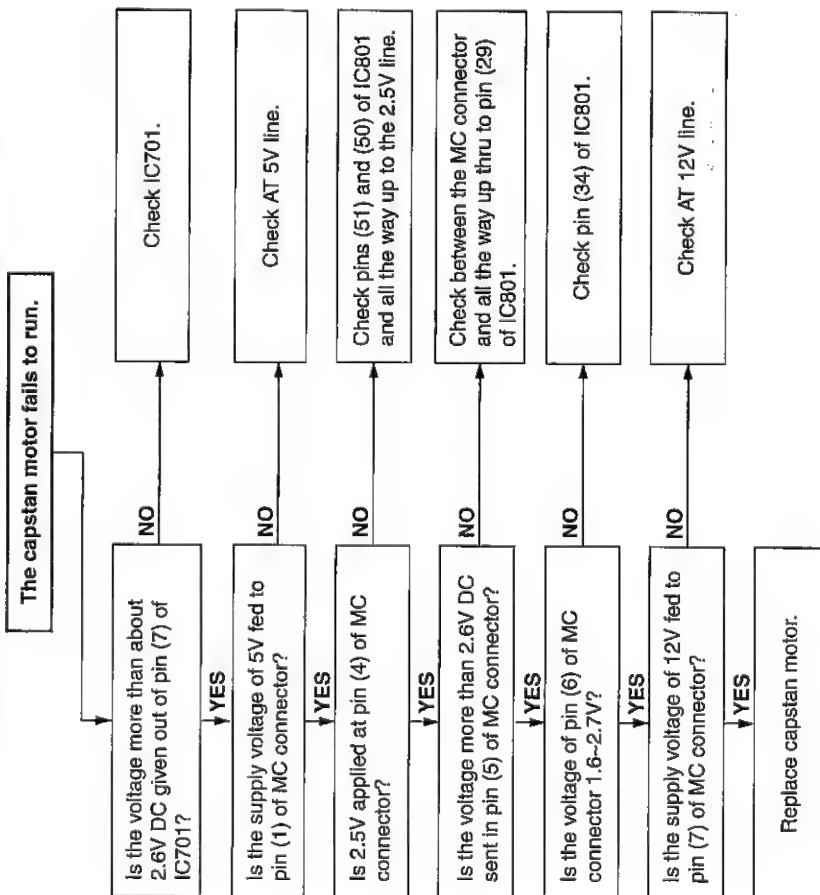 The capstan motor fails to run.
Is the voltage more than about
2.6V DC given out of pin (7) of
IC701?
NO
Check IC701.
YES
Is the supply voltage of 5V fed to
pin (1) of MC connector?
NO
Check AT 5V line.
YES
Is 2.5V applied at pin (4) of MC
connector?
NO
Check pins (51) and (50) of IC801
and all the way up to the 2.5V line.
YES
Is the voltage more than 2.6V DC
sent in pin (5) of MC connector?
NO
Check between the MC connector
and all the way up thru to pin (29)
of IC801.
YES
Is the voltage of pin (6) of MC
connector 1.6~2.7V?
NO
Check pin (34) of IC801.
YES
Is the supply voltage of 12V fed to
pin (7) of MC connector?
NO
Check AT 12V line.
YES
Replace capstan motor.